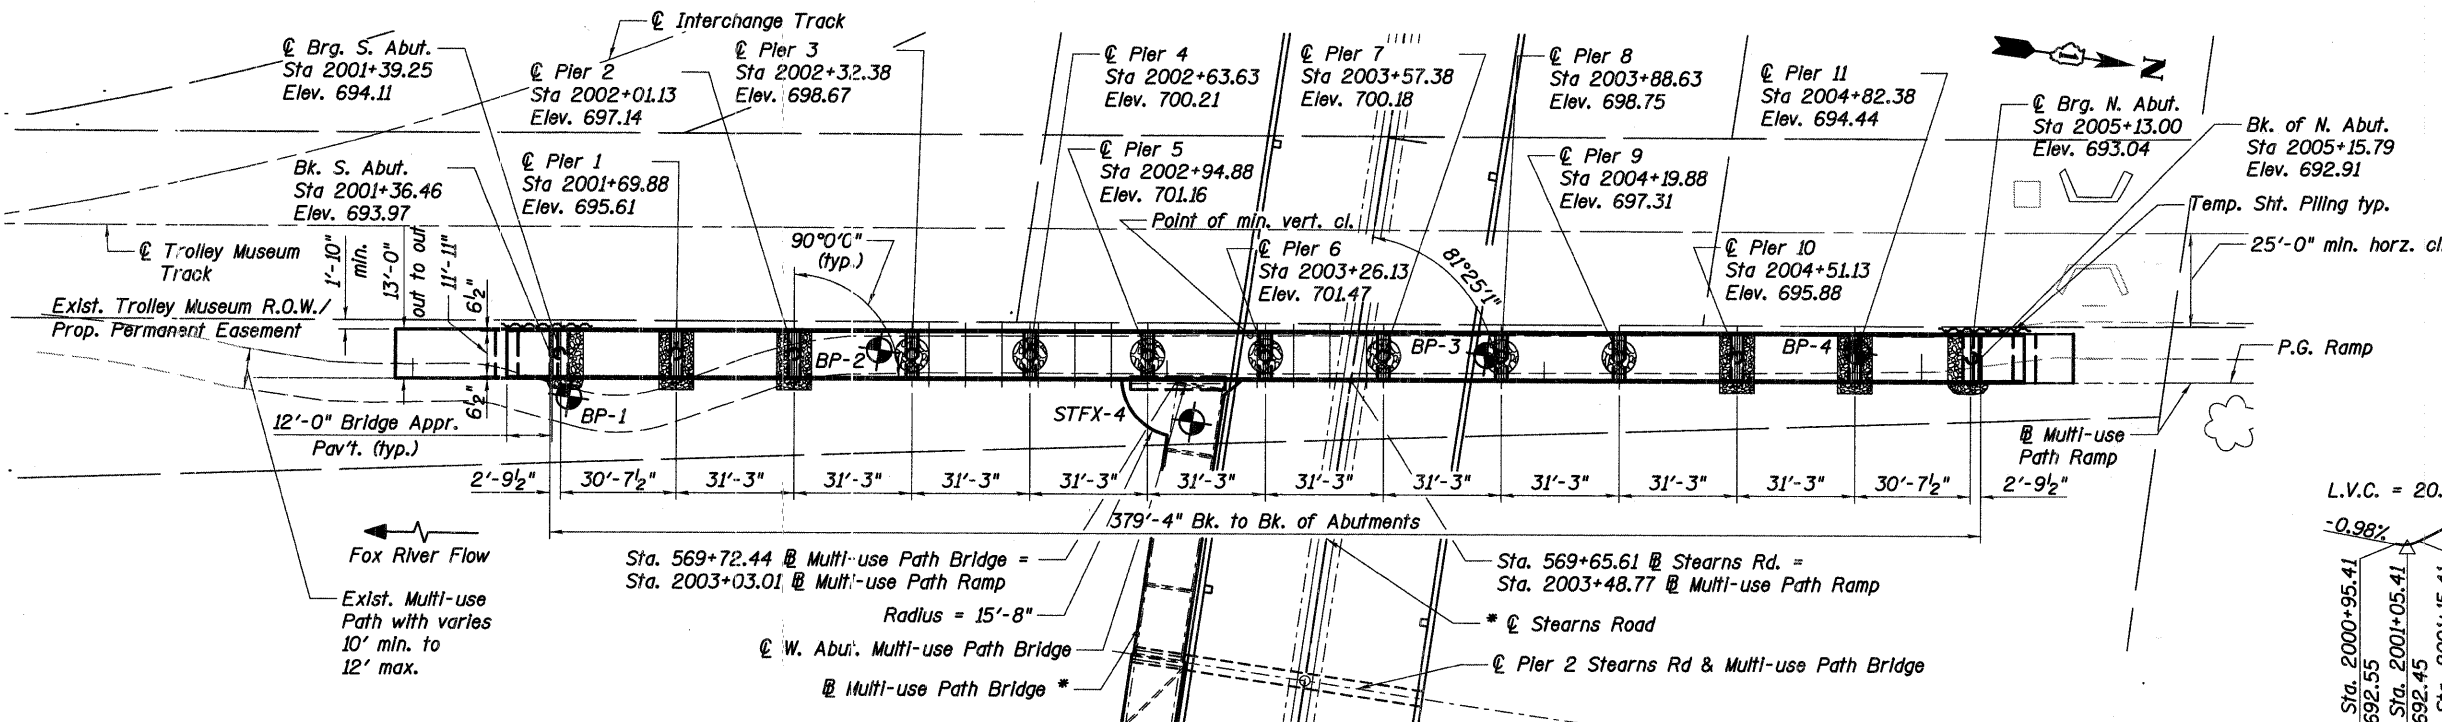 ℄ Interchange Track
℄ Brg. S. Abut.
Sta 2001+39.25
Elev. 694.11
℄ Pier 2
Sta 2002+01.13
Elev. 697.14
℄ Pier 3
Sta 2002+32.38
Elev. 698.67
℄ Pier 4
Sta 2002+63.63
Elev. 700.21
℄ Pier 7
Sta 2003+57.38
Elev. 700.18
℄ Pier 8
Sta 2003+88.63
Elev. 698.75
℄ Pier 11
Sta 2004+82.38
Elev. 694.44
N
℄ Brg. N. Abut.
Sta 2005+13.00
Elev. 693.04
Bk. of N. Abut.
Sta 2005+15.79
Elev. 692.91
Bk. S. Abut.
Sta 2001+36.46
Elev. 693.97
℄ Pier 1
Sta 2001+69.88
Elev. 695.61
℄ Pier 5
Sta 2002+94.88
Elev. 701.16
℄ Pier 9
Sta 2004+19.88
Elev. 697.31
Temp. Sht. Piling typ.
Point of min. vert. cl.
℄ Trolley Museum
Track
1'-10"
min.
13'-0"
out to out
11'-11"
6½"
6½"
90°0'0"
(typ.)
℄ Pier 6
Sta 2003+26.13
Elev. 701.47
81°25'1"
℄ Pier 10
Sta 2004+51.13
Elev. 695.88
25'-0" min. horz. cl.
Exist. Trolley Museum R.O.W./
Prop. Permanent Easement
BP-2
BP-3
BP-4
P.G. Ramp
BP-1
STFX-4
12'-0" Bridge Appr.
Pav't. (typ.)
℔ Multi-use
Path Ramp
2'-9½" 30'-7½" 31'-3" 31'-3" 31'-3" 31'-3" 31'-3" 31'-3" 31'-3" 31'-3" 31'-3" 31'-3" 30'-7½" 2'-9½"
379'-4" Bk. to Bk. of Abutments
Fox River Flow
Exist. Multi-use
Path with varies
10' min. to
12' max.
Sta. 569+72.44 ℔ Multi-use Path Bridge =
Sta. 2003+03.01 ℔ Multi-use Path Ramp
Radius = 15'-8"
℄ W. Abut. Multi-use Path Bridge
℔ Multi-use Path Bridge *
Sta. 569+65.61 ℔ Stearns Rd. =
Sta. 2003+48.77 ℔ Multi-use Path Ramp
* ℄ Stearns Road
℄ Pier 2 Stearns Rd & Multi-use Path Bridge
L.V.C. = 20.
-0.98%
Sta. 2000+95.41
692.55
Sta. 2001+05.41
692.45